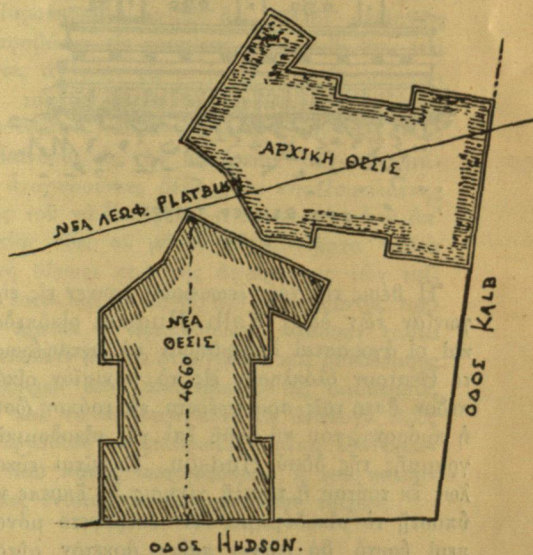 ΑΡΧΙΚΗ ΘΕΣΙΣ
ΝΕΑ ΛΕΩΦ. PLATBUSH
ΝΕΑ
ΘΕΣΙΣ
46.60
ΟΔΟΣ KALB
ΟΔΟΣ HUDSON.